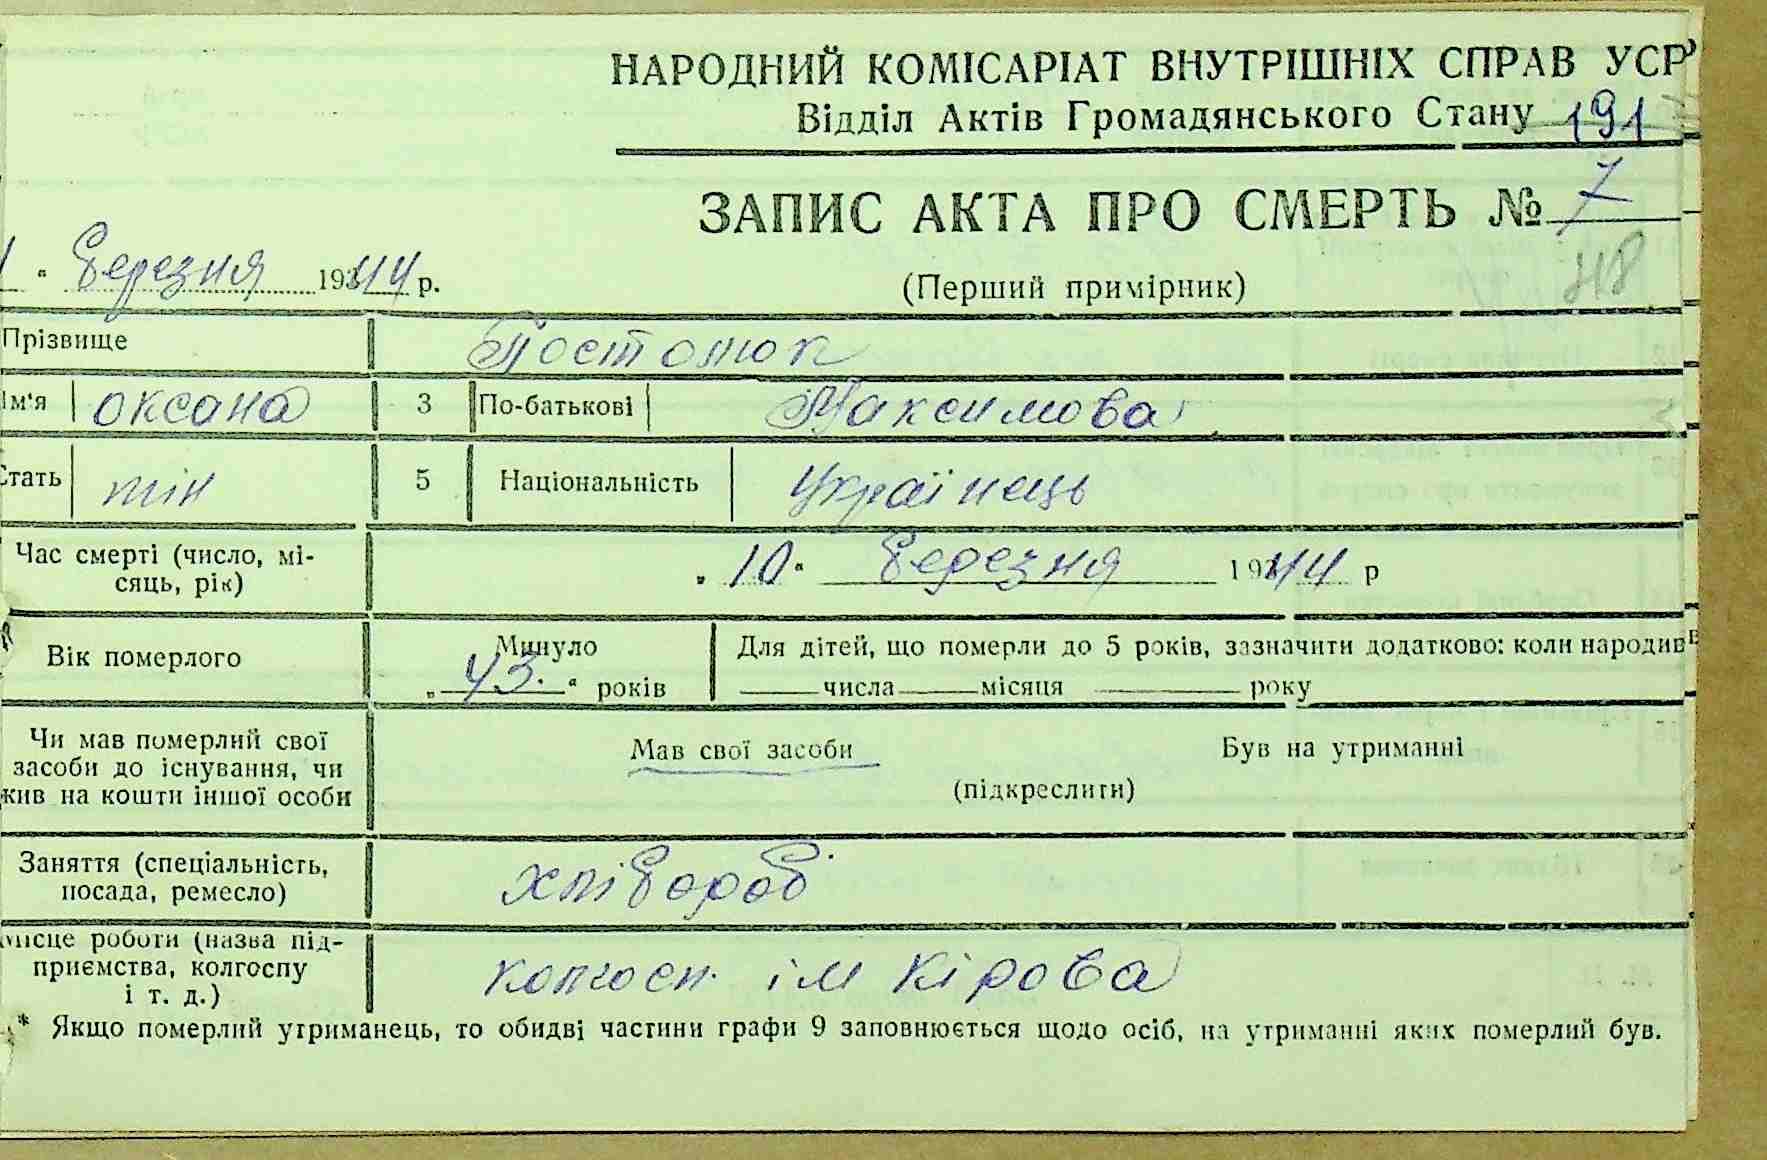 НАРОДНИЙ КОМІСАРІАТ ВНУТРІШНІХ СПРАВ УСР
Відділ Актів Громадянського Стану 191
ЗАПИС АКТА ПРО СМЕРТЬ № 7
" березня 1944 р.
(Перший примірник) 48
Прізвище
Ім'я оксана 3 По-батькові Максимова
Стать жін 5 Національність Українець
Час смерті (число, мі-
сяць, рік) „10" березня 1944 р
Вік померлого Минуло „43." років
Для дітей, що померли до 5 років, зазначити додатково: коли народив
числа місяця року
Чи мав померлий свої
засоби до існування, чи
жив на кошти іншої особи
Мав свої засоби Був на утриманні
(підкреслити)
Заняття (спеціальність,
посада, ремесло) хлібороб
Місце роботи (назва під-
приємства, колгоспу
і т. д.) колгосп. ім Кірова
* Якщо померлий утриманець, то обидві частини графи 9 заповнюється щодо осіб, на утриманні яких померлий був.